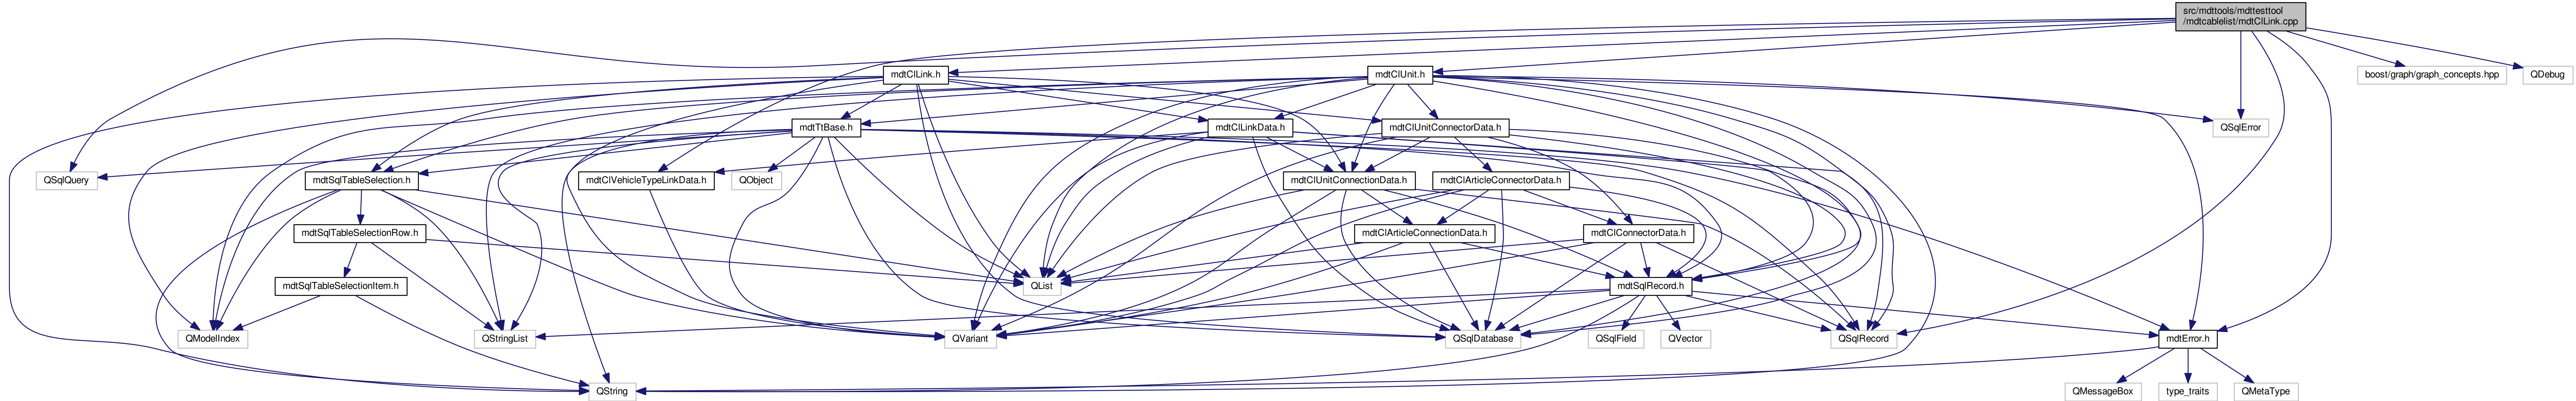 src/mdttools/mdttesttool
/mdtcablelist/mdtClLink.cpp
mdtClLink.h
mdtClUnit.h
boost/graph/graph_concepts.hpp
QDebug
mdtTtBase.h
mdtClLinkData.h
mdtClUnitConnectorData.h
QSqlError
QSqlQuery
mdtSqlTableSelection.h
mdtClVehicleTypeLinkData.h
QObject
mdtClUnitConnectionData.h
mdtClArticleConnectorData.h
mdtSqlTableSelectionRow.h
mdtClArticleConnectionData.h
mdtClConnectorData.h
mdtSqlTableSelectionItem.h
QList
mdtSqlRecord.h
QModelIndex
QStringList
QVariant
QSqlDatabase
QSqlField
QVector
QSqlRecord
mdtError.h
QString
QMessageBox
type_traits
QMetaType